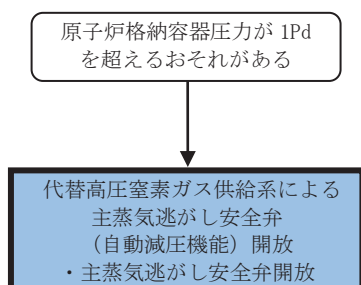 原子炉格納容器圧力が 1Pd
を超えるおそれがある
代替高圧窒素ガス供給系による
主蒸気逃がし安全弁
（自動減圧機能）開放
・主蒸気逃がし安全弁開放